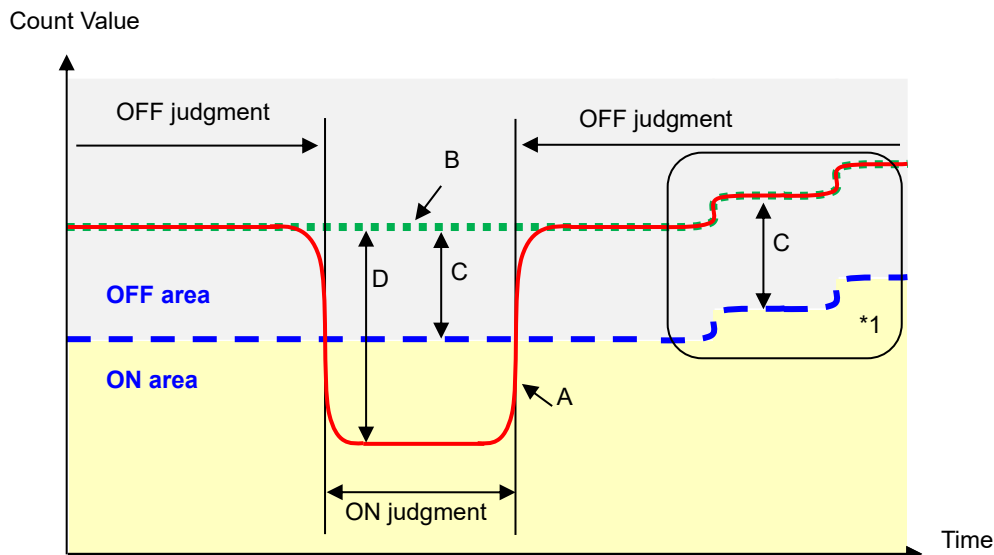 Count Value
OFF judgment
OFF judgment
B
D
C
C
OFF area
*1
ON area
A
ON judgment
Time